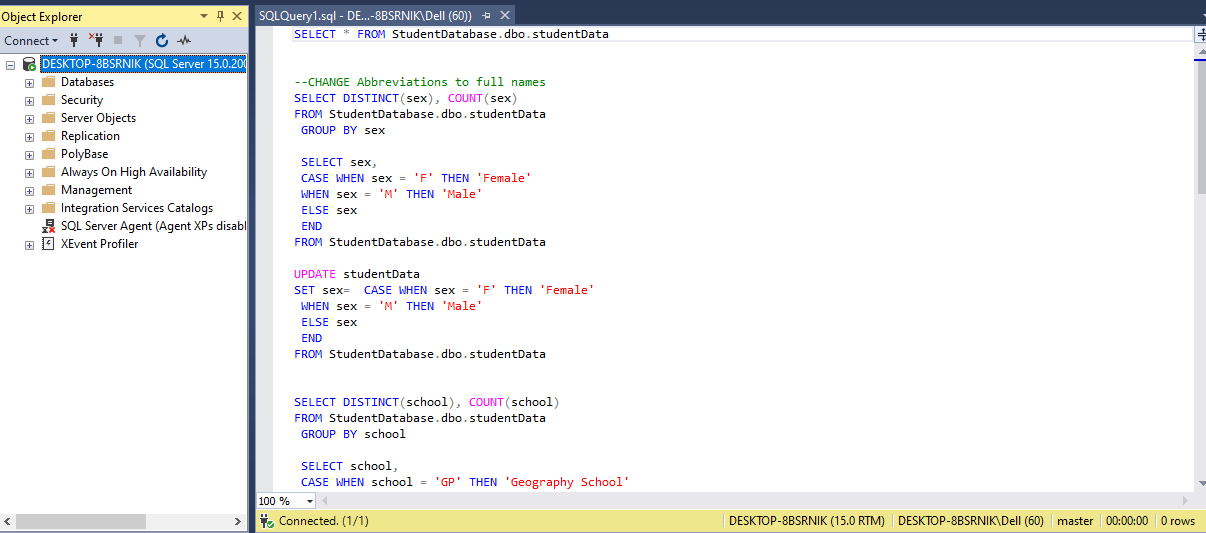 Object Explorer
Connect
DESKTOP-8BSRNIK (SQL Server 15.0.200
Databases
Security
Server Objects
Replication
PolyBase
Always On High Availability
Management
Integration Services Catalogs
SQL Server Agent (Agent XPs disabl
XEvent Profiler
SQLQuery1.sql - DE...-8BSRNIK\Dell (60))
SELECT * FROM StudentDatabase.dbo.studentData
--CHANGE Abbreviations to full names
SELECT DISTINCT(sex), COUNT(sex)
FROM StudentDatabase.dbo.studentData
GROUP BY sex
SELECT sex,
CASE WHEN sex = 'F' THEN 'Female'
WHEN sex = 'M' THEN 'Male'
ELSE sex
END
FROM StudentDatabase.dbo.studentData
UPDATE studentData
SET sex=  CASE WHEN sex = 'F' THEN 'Female'
WHEN sex = 'M' THEN 'Male'
ELSE sex
END
FROM StudentDatabase.dbo.studentData
SELECT DISTINCT(school), COUNT(school)
FROM StudentDatabase.dbo.studentData
GROUP BY school
SELECT school,
CASE WHEN school = 'GP' THEN 'Geography School'
100 %
Connected. (1/1)
DESKTOP-8BSRNIK (15.0 RTM)
DESKTOP-8BSRNIK\Dell (60)
master
00:00:00
0 rows